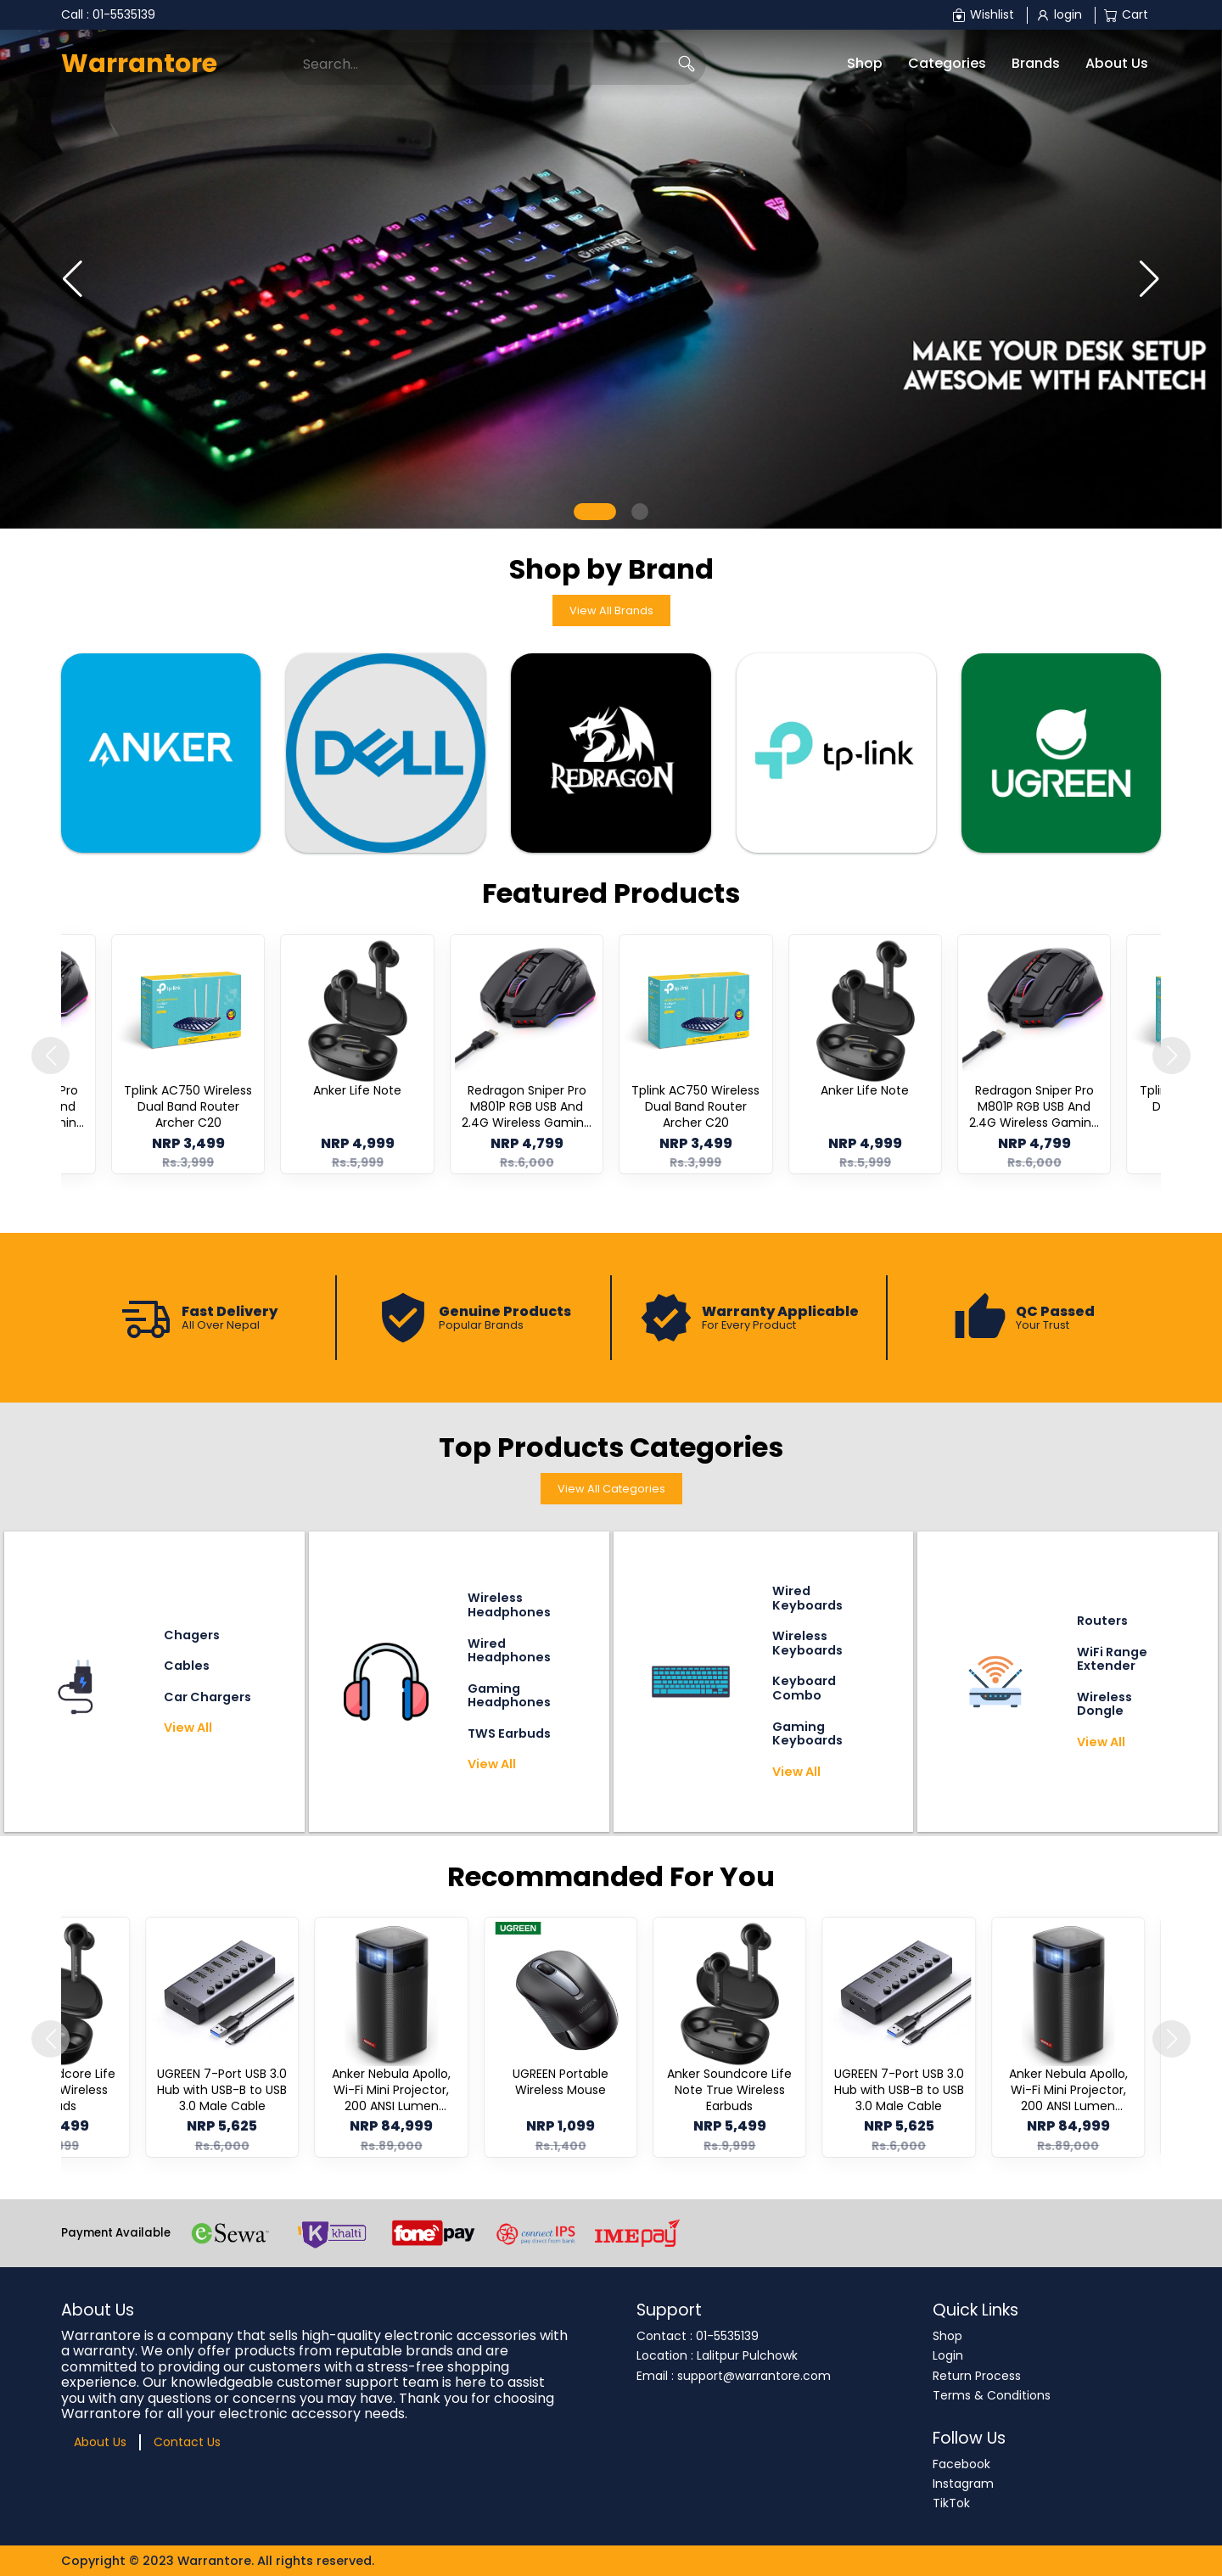 Call : 01-5535139
Wishlist
login
Cart
Warrantore
Search...
Shop
Categories
Brands
About Us
FANTECH
MAKE YOUR DESK SETUP
AWESOME WITH FANTECH
Shop by Brand
View All Brands
ANKER
DELL
REDRAGON
tp-link
UGREEN
Featured Products
Pro
nd
nin...
Tplink AC750 Wireless
Dual Band Router
Archer C20
NRP 3,499
Rs.3,999
Anker Life Note
NRP 4,999
Rs.5,999
Redragon Sniper Pro
M801P RGB USB And
2.4G Wireless Gamin...
NRP 4,799
Rs.6,000
Tplink AC750 Wireless
Dual Band Router
Archer C20
NRP 3,499
Rs.3,999
Anker Life Note
NRP 4,999
Rs.5,999
Redragon Sniper Pro
M801P RGB USB And
2.4G Wireless Gamin...
NRP 4,799
Rs.6,000
Tpli
D
Fast Delivery
All Over Nepal
Genuine Products
Popular Brands
Warranty Applicable
For Every Product
QC Passed
Your Trust
Top Products Categories
View All Categories
Chagers
Cables
Car Chargers
View All
Wireless
Headphones
Wired
Headphones
Gaming
Headphones
TWS Earbuds
View All
Wired
Keyboards
Wireless
Keyboards
Keyboard
Combo
Gaming
Keyboards
View All
Routers
WiFi Range
Extender
Wireless
Dongle
View All
Recommanded For You
dcore Life
Wireless
uds
,499
999
UGREEN 7-Port USB 3.0
Hub with USB-B to USB
3.0 Male Cable
NRP 5,625
Rs.6,000
Anker Nebula Apollo,
Wi-Fi Mini Projector,
200 ANSI Lumen...
NRP 84,999
Rs.89,000
UGREEN
UGREEN Portable
Wireless Mouse
NRP 1,099
Rs.1,400
Anker Soundcore Life
Note True Wireless
Earbuds
NRP 5,499
Rs.9,999
UGREEN 7-Port USB 3.0
Hub with USB-B to USB
3.0 Male Cable
NRP 5,625
Rs.6,000
Anker Nebula Apollo,
Wi-Fi Mini Projector,
200 ANSI Lumen...
NRP 84,999
Rs.89,000
Payment Available
eSewa
K khalti
fonepay
connectIPS
pay direct from bank
IMEpay
About Us
Warrantore is a company that sells high-quality electronic accessories with
a warranty. We only offer products from reputable brands and are
committed to providing our customers with a stress-free shopping
experience. Our knowledgeable customer support team is here to assist
you with any questions or concerns you may have. Thank you for choosing
Warrantore for all your electronic accessory needs.
About Us
Contact Us
Support
Contact : 01-5535139
Location : Lalitpur Pulchowk
Email : support@warrantore.com
Quick Links
Shop
Login
Return Process
Terms & Conditions
Follow Us
Facebook
Instagram
TikTok
Copyright © 2023 Warrantore. All rights reserved.